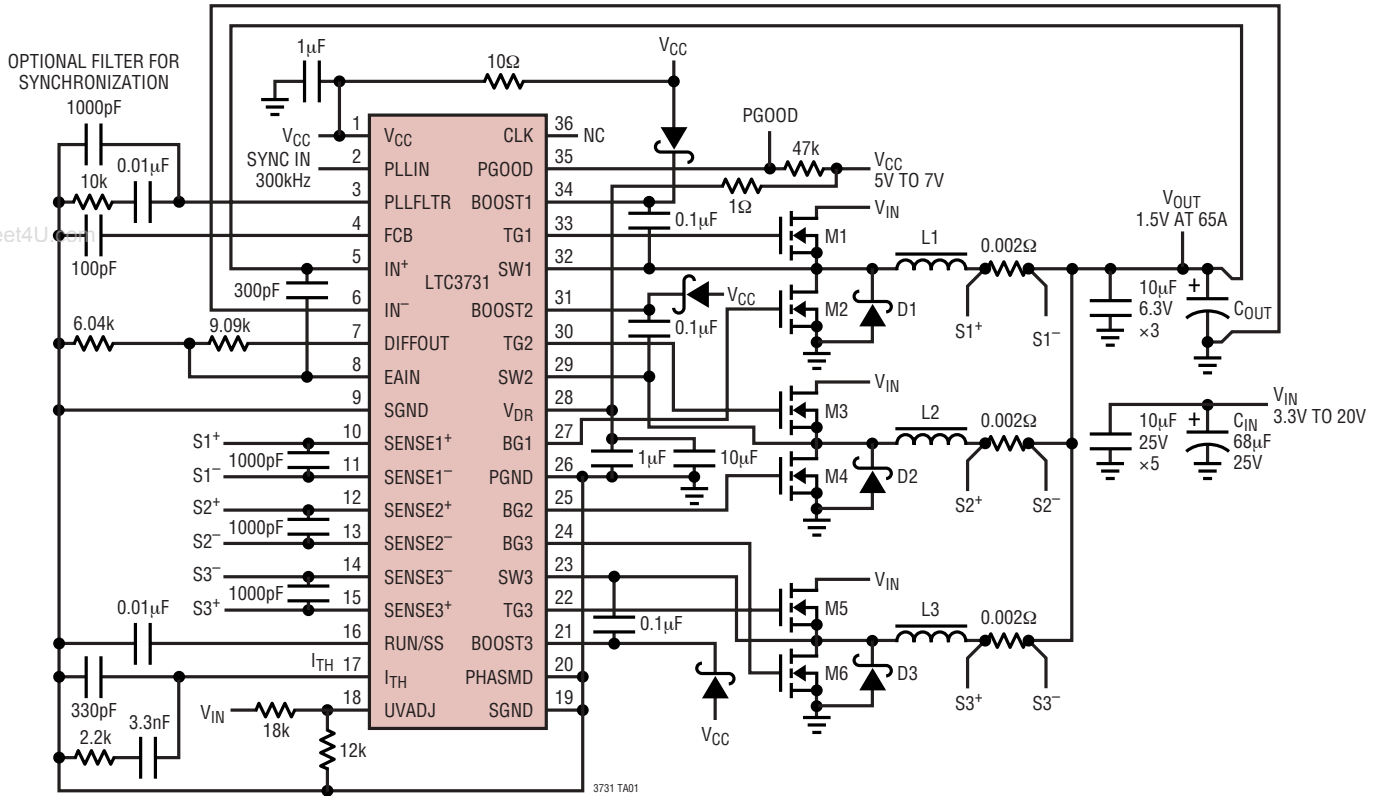 OPTIONAL FILTER FOR
SYNCHRONIZATION
1000pF
0.01µF
10k
100pF
eet4U.com
1µF
10Ω
VCC
VCC
SYNC IN
300kHz
300pF
6.04k
9.09k
S1+
1000pF
S1−
S2+
1000pF
S2−
S3−
1000pF
S3+
0.01µF
ITH
330pF
2.2k
3.3nF
VIN
18k
12k
LTC3731
1 VCC
2 PLLIN
3 PLLFLTR
4 FCB
5 IN+
6 IN−
7 DIFFOUT
8 EAIN
9 SGND
10 SENSE1+
11 SENSE1−
12 SENSE2+
13 SENSE2−
14 SENSE3−
15 SENSE3+
16 RUN/SS
17 ITH
18 UVADJ
CLK 36 NC
PGOOD 35
BOOST1 34
TG1 33
SW1 32
BOOST2 31
TG2 30
SW2 29
VDR 28
BG1 27
PGND 26
BG2 25
BG3 24
SW3 23
TG3 22
BOOST3 21
PHASMD 20
SGND 19
PGOOD
47k
VCC
5V TO 7V
1Ω
0.1µF
VCC
0.1µF
1µF
10µF
0.1µF
VCC
VIN
M1
M2
D1
L1
0.002Ω
S1+
S1−
VIN
M3
M4
D2
L2
0.002Ω
S2+
S2−
VIN
M5
M6
D3
L3
0.002Ω
S3+
S3−
VOUT
1.5V AT 65A
10µF
6.3V
×3
+
COUT
VIN
3.3V TO 20V
10µF
25V
×5
+
CIN
68µF
25V
3731 TA01